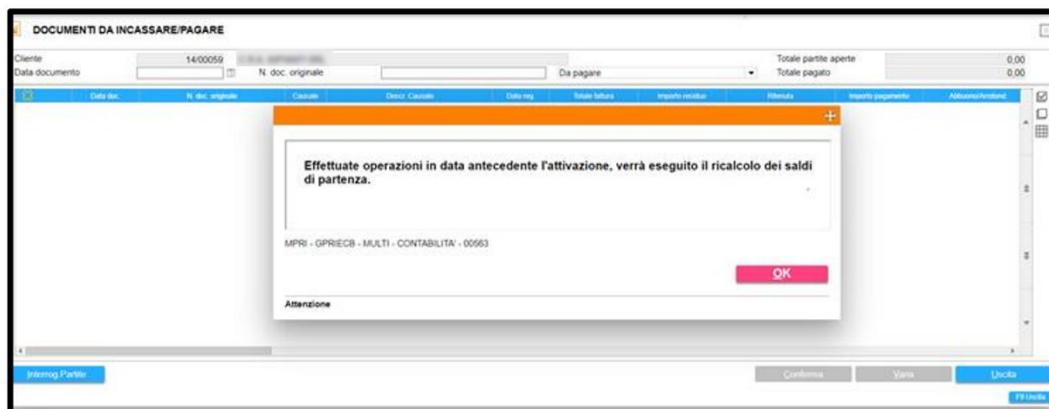 DOCUMENTI DA INCASSARE/PAGARE
Cliente 14/00059 Totale partite aperte 0,00
Data documento N. doc. originale Da pagare Totale pagato 0,00
Data doc. N. doc. originale Causale Descr. Causale Data reg. Totale fattura Importo residuo Ritenuta Importo pagamento Abbuono/Arrotond.
Effettuate operazioni in data antecedente l'attivazione, verrà eseguito il ricalcolo dei saldi
di partenza.
MPRI - GPRIECB - MULTI - CONTABILITA' - 00563
OK
Attenzione
Interrog.Partite Conferma Varia Uscita
F9 Uscita